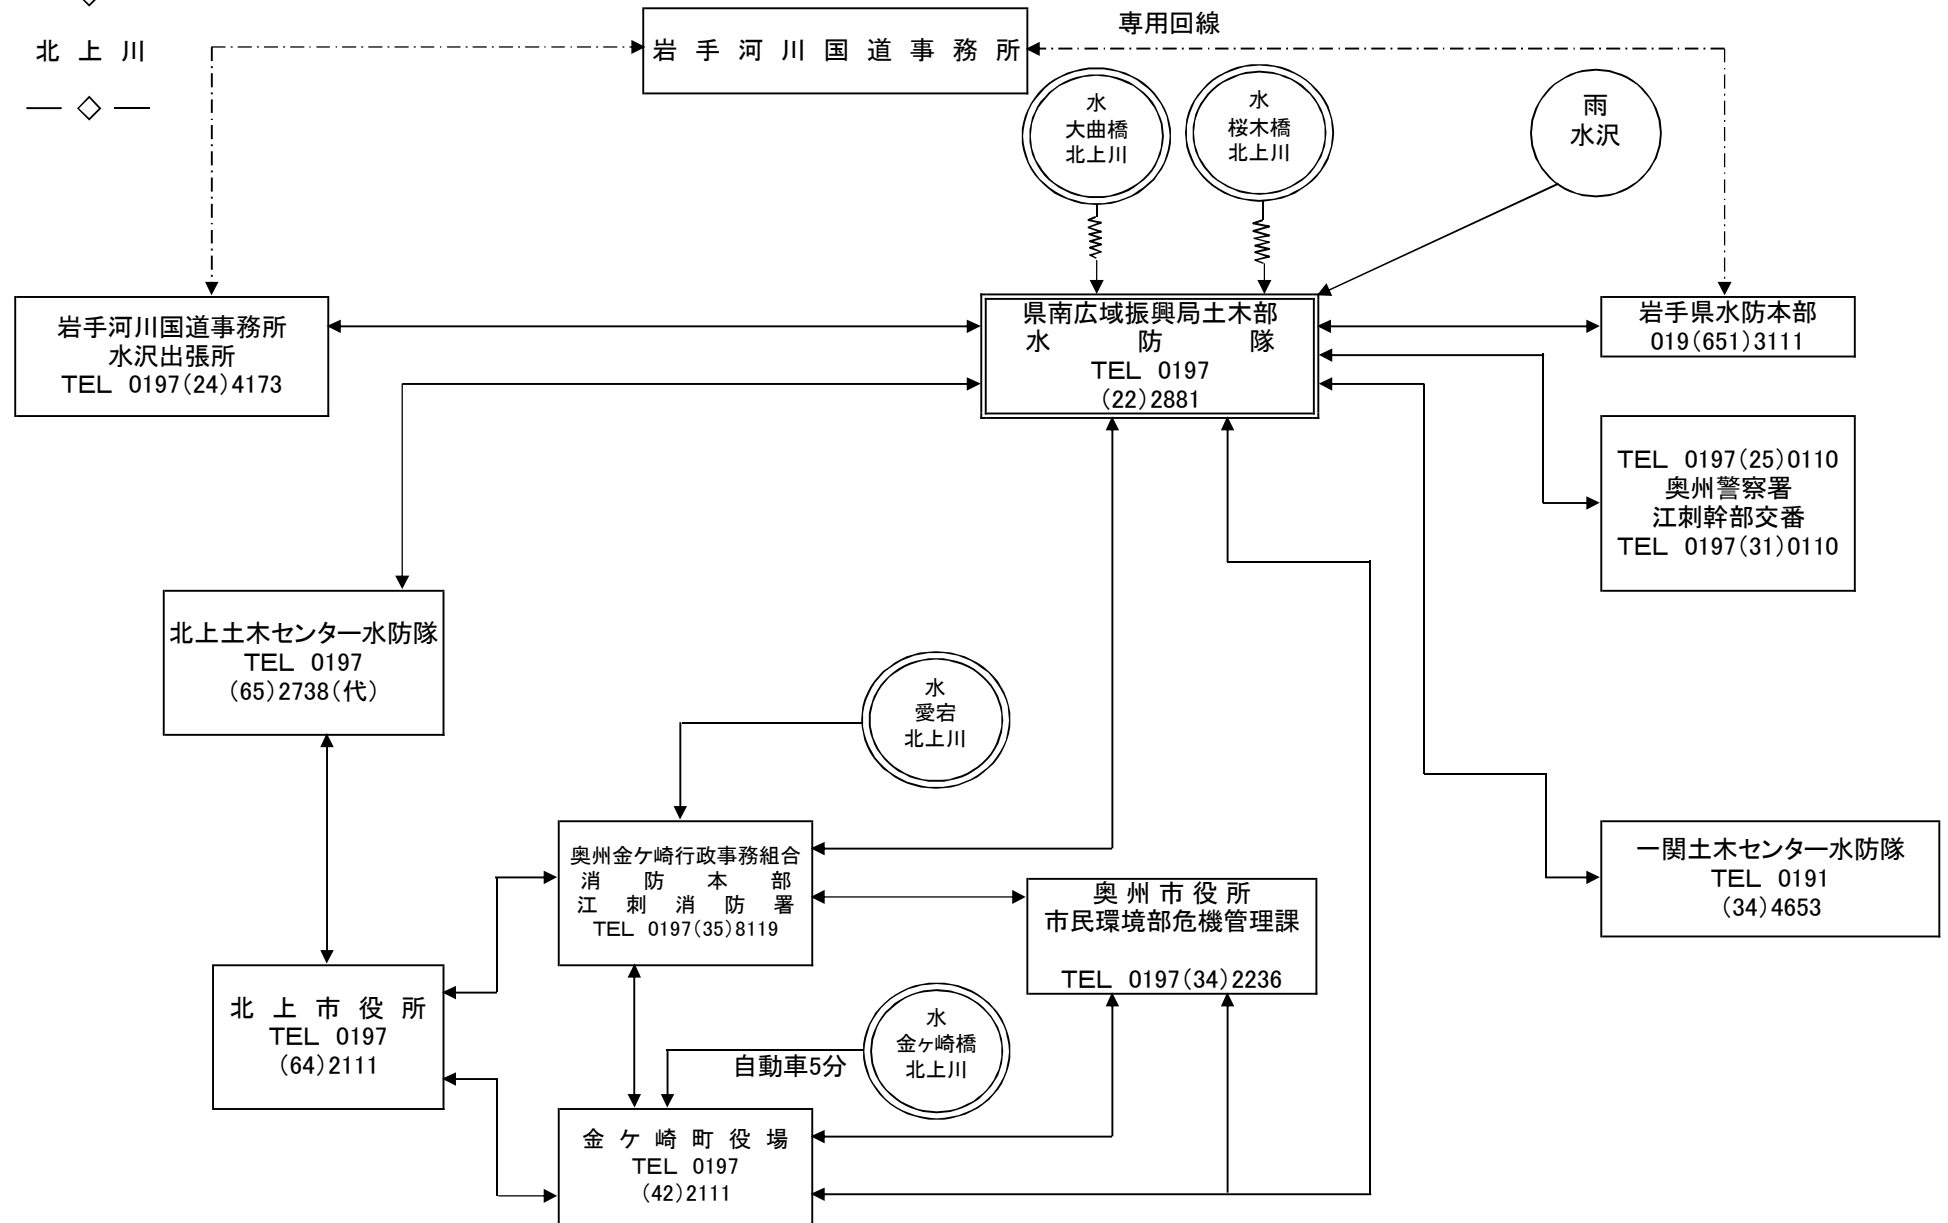 北上川
岩手河川国道事務所
専用回線
水
大曲橋
北上川
水
桜木橋
北上川
雨
水沢
岩手河川国道事務所
水沢出張所
TEL 0197(24)4173
県南広域振興局土木部
水防隊
TEL 0197
(22)2881
岩手県水防本部
019(651)3111
TEL 0197(25)0110
奥州警察署
江刺幹部交番
TEL 0197(31)0110
北上土木センター水防隊
TEL 0197
(65)2738(代)
水
愛宕
北上川
奥州金ケ崎行政事務組合
消防本部
江刺消防署
TEL 0197(35)8119
奥州市役所
市民環境部危機管理課
TEL 0197(34)2236
一関土木センター水防隊
TEL 0191
(34)4653
北上市役所
TEL 0197
(64)2111
水
金ヶ崎橋
北上川
自動車5分
金ケ崎町役場
TEL 0197
(42)2111